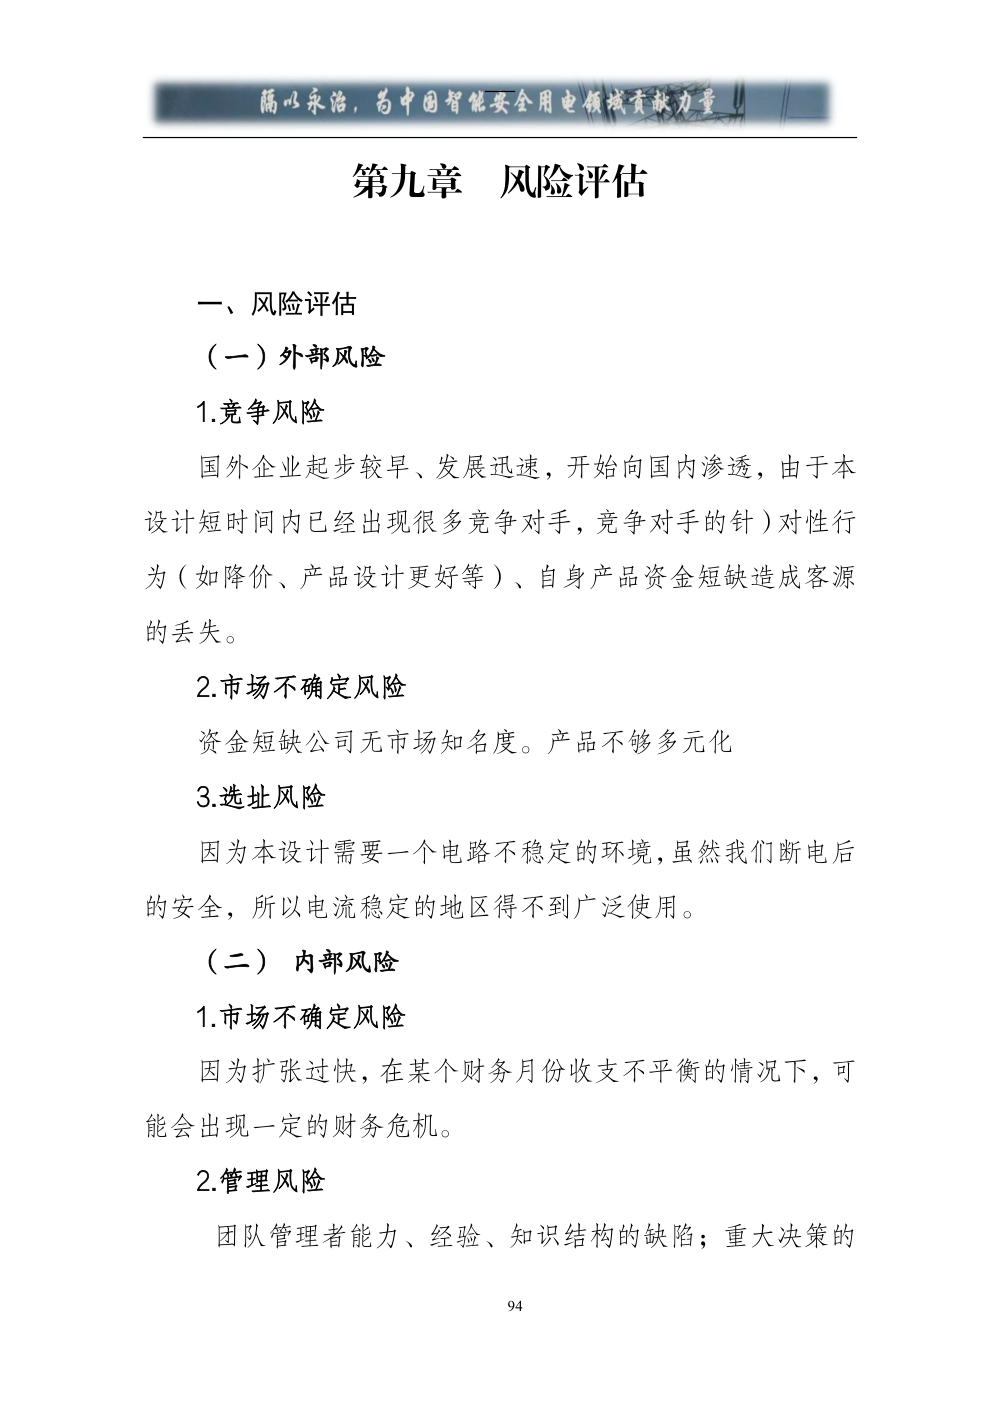 隔以永治，为中国智能安全用电领域贡献力量
第九章 风险评估
一、风险评估
（一）外部风险
1.竞争风险
国外企业起步较早、发展迅速，开始向国内渗透，由于本
设计短时间内已经出现很多竞争对手，竞争对手的针）对性行
为（如降价、产品设计更好等）、自身产品资金短缺造成客源
的丢失。
2.市场不确定风险
资金短缺公司无市场知名度。产品不够多元化
3.选址风险
因为本设计需要一个电路不稳定的环境，虽然我们断电后
的安全，所以电流稳定的地区得不到广泛使用。
（二） 内部风险
1.市场不确定风险
因为扩张过快，在某个财务月份收支不平衡的情况下，可
能会出现一定的财务危机。
2.管理风险
团队管理者能力、经验、知识结构的缺陷；重大决策的
94